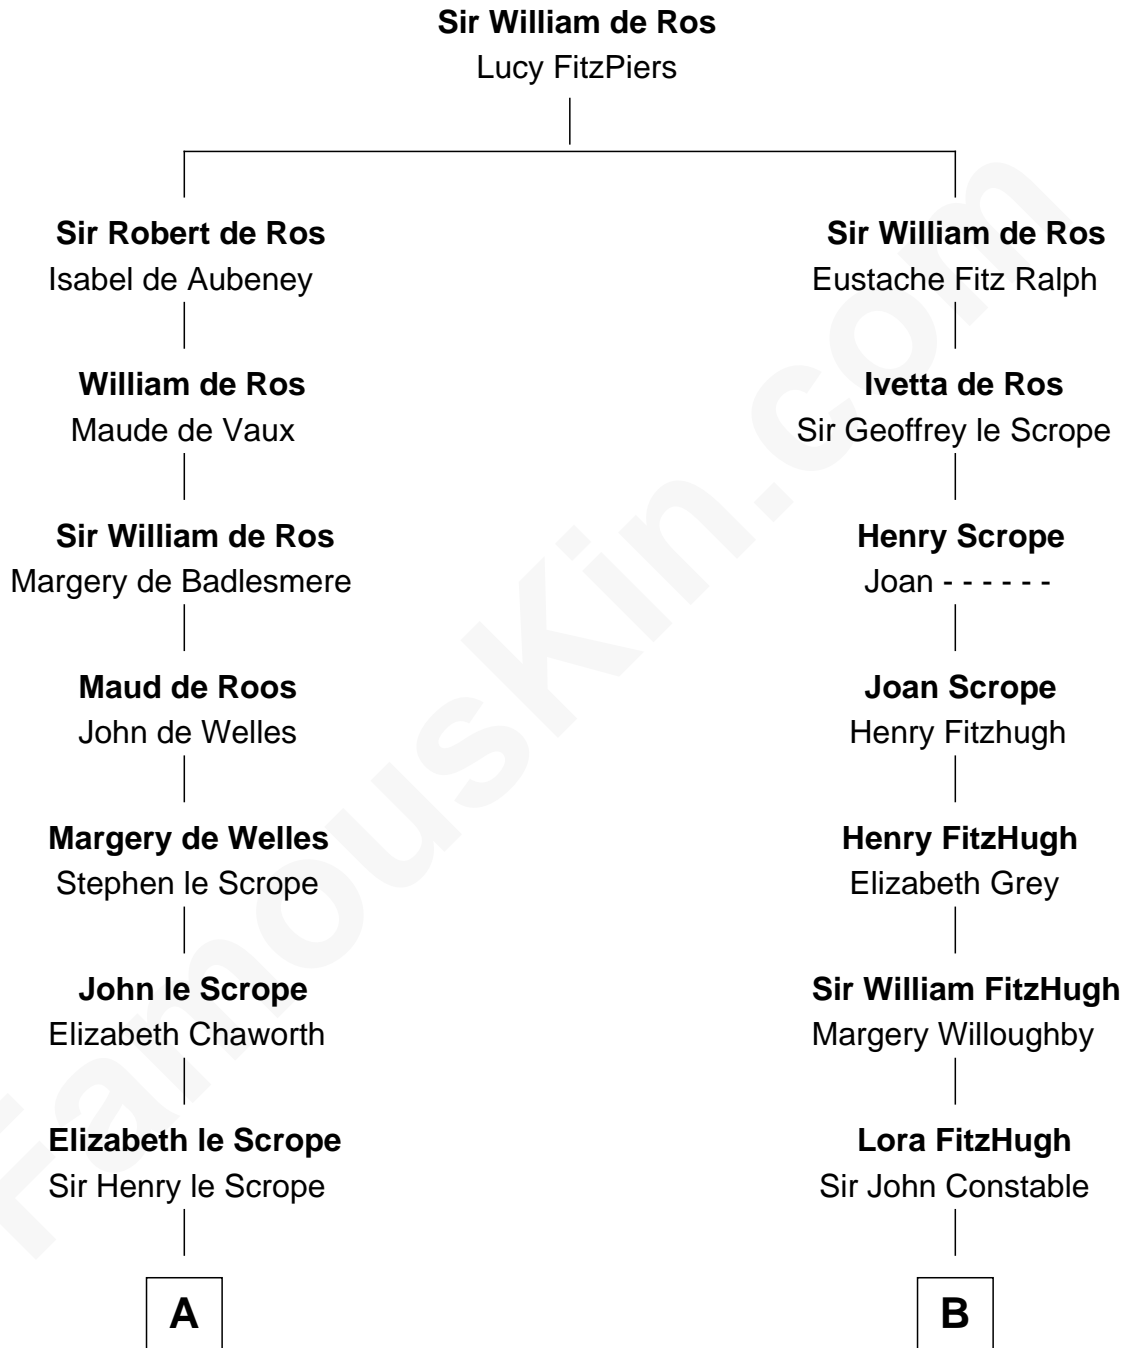 Sir William de Ros
Lucy FitzPiers
Sir Robert de Ros
Isabel de Aubeney
Sir William de Ros
Eustache Fitz Ralph
William de Ros
Maude de Vaux
Ivetta de Ros
Sir Geoffrey le Scrope
Sir William de Ros
Margery de Badlesmere
Henry Scrope
Joan - - - - - -
Maud de Roos
John de Welles
Joan Scrope
Henry Fitzhugh
Margery de Welles
Stephen le Scrope
Henry FitzHugh
Elizabeth Grey
John le Scrope
Elizabeth Chaworth
Sir William FitzHugh
Margery Willoughby
Elizabeth le Scrope
Sir Henry le Scrope
Lora FitzHugh
Sir John Constable
A
B
FamousKin.com